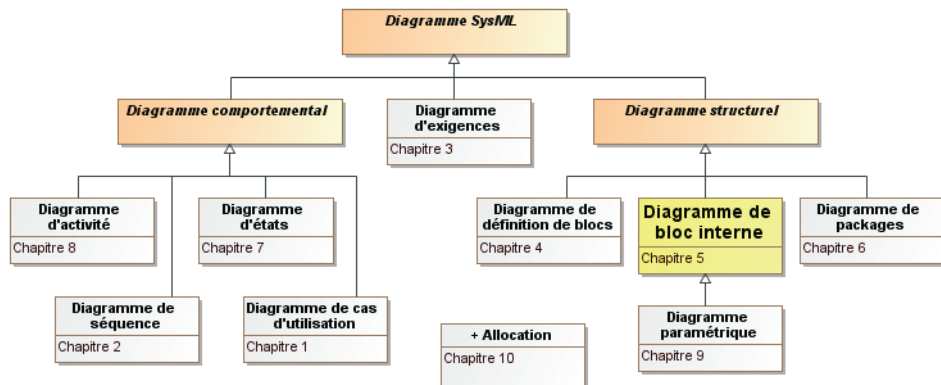 Diagramme SysML
Diagramme comportemental
Diagramme
d'exigences
Chapitre 3
Diagramme structurel
Diagramme
d'activité
Chapitre 8
Diagramme
d'états
Chapitre 7
Diagramme de
définition de blocs
Chapitre 4
Diagramme de
bloc interne
Chapitre 5
Diagramme de
packages
Chapitre 6
Diagramme de
séquence
Chapitre 2
Diagramme de cas
d'utilisation
Chapitre 1
+ Allocation
Chapitre 10
Diagramme
paramétrique
Chapitre 9